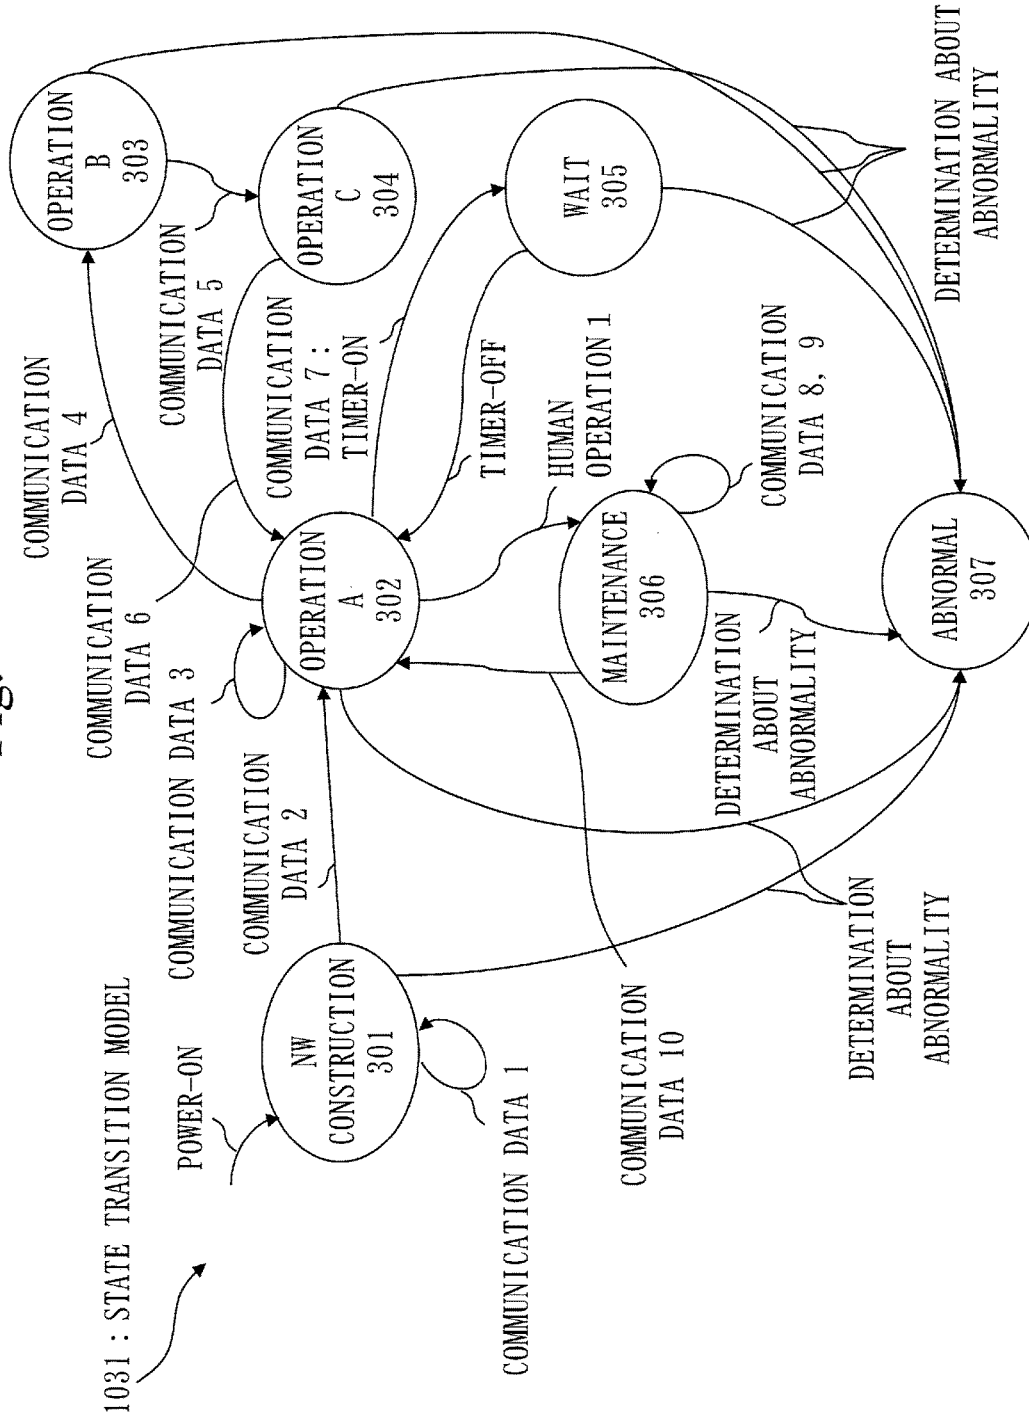 1031 : STATE TRANSITION MODEL
POWER-ON
NW
CONSTRUCTION
301
COMMUNICATION DATA 1
COMMUNICATION
DATA 2
COMMUNICATION DATA 3
COMMUNICATION
DATA 6
COMMUNICATION
DATA 4
OPERATION
A
302
OPERATION
B
303
COMMUNICATION
DATA 5
OPERATION
C
304
COMMUNICATION
DATA 7 :
TIMER-ON
WAIT
305
TIMER-OFF
HUMAN
OPERATION 1
MAINTENANCE
306
COMMUNICATION
DATA 8, 9
COMMUNICATION
DATA 10
DETERMINATION
ABOUT
ABNORMALITY
DETERMINATION
ABOUT
ABNORMALITY
DETERMINATION ABOUT
ABNORMALITY
ABNORMAL
307